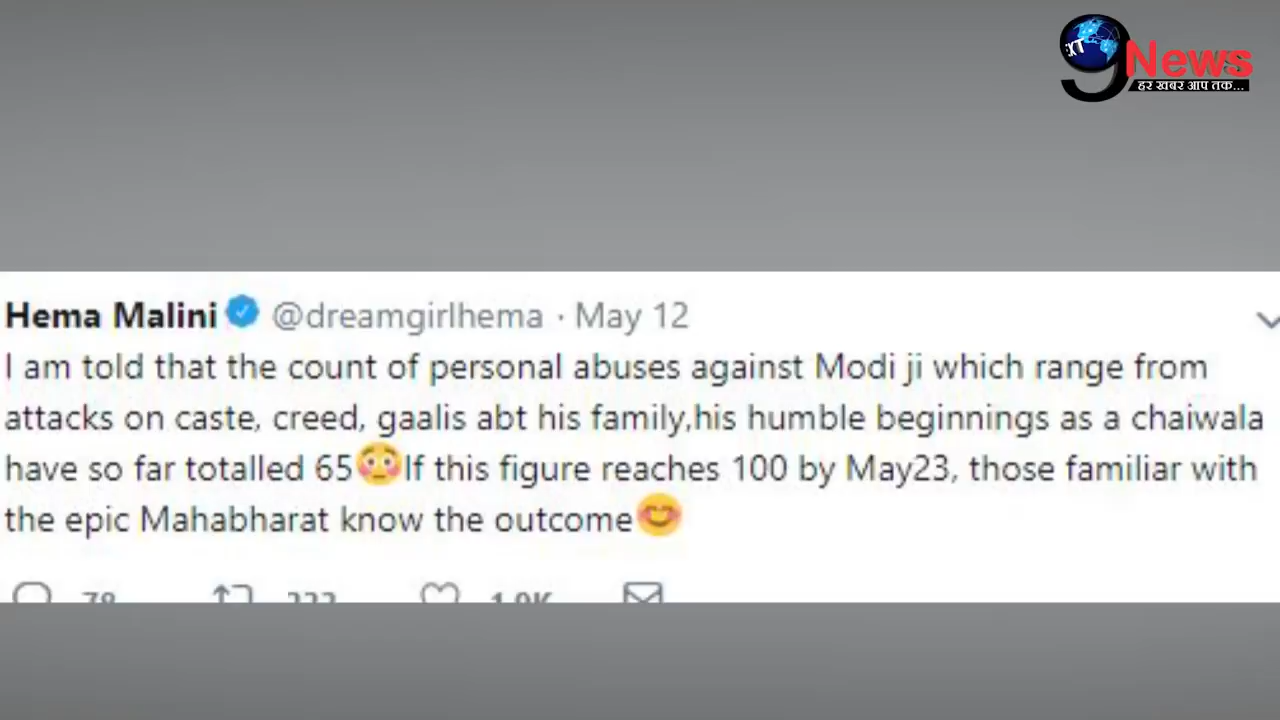 9 News
हर खबर आप तक...
Hema Malini @dreamgirlhema · May 12
I am told that the count of personal abuses against Modi ji which range from
attacks on caste, creed, gaalis abt his family,his humble beginnings as a chaiwala
have so far totalled 65😳If this figure reaches 100 by May23, those familiar with
the epic Mahabharat know the outcome😊